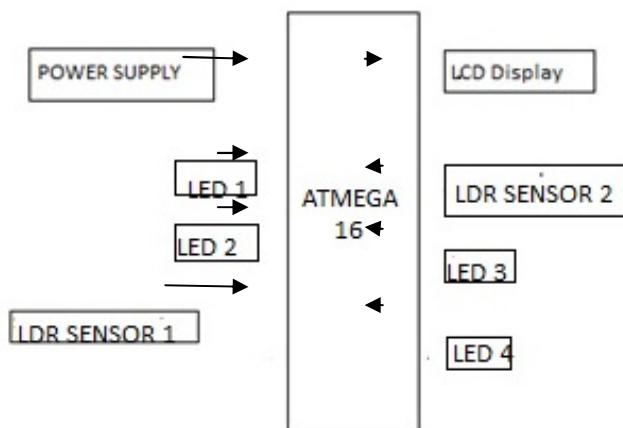 POWER SUPPLY
LCD Display
LED 1
LED 2
LDR SENSOR 1
ATMEGA
16
LDR SENSOR 2
LED 3
LED 4